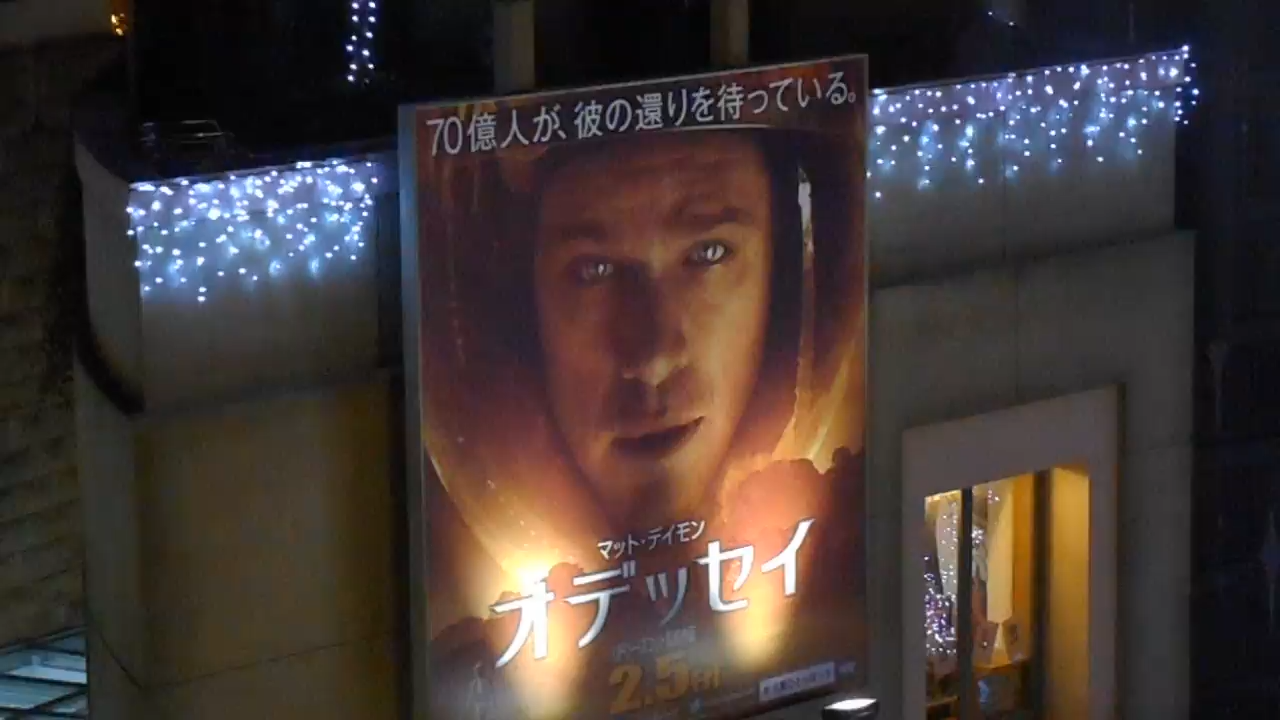 70億人が、彼の還りを待っている。
マット・デイモン
オデッセイ
2.5[金]